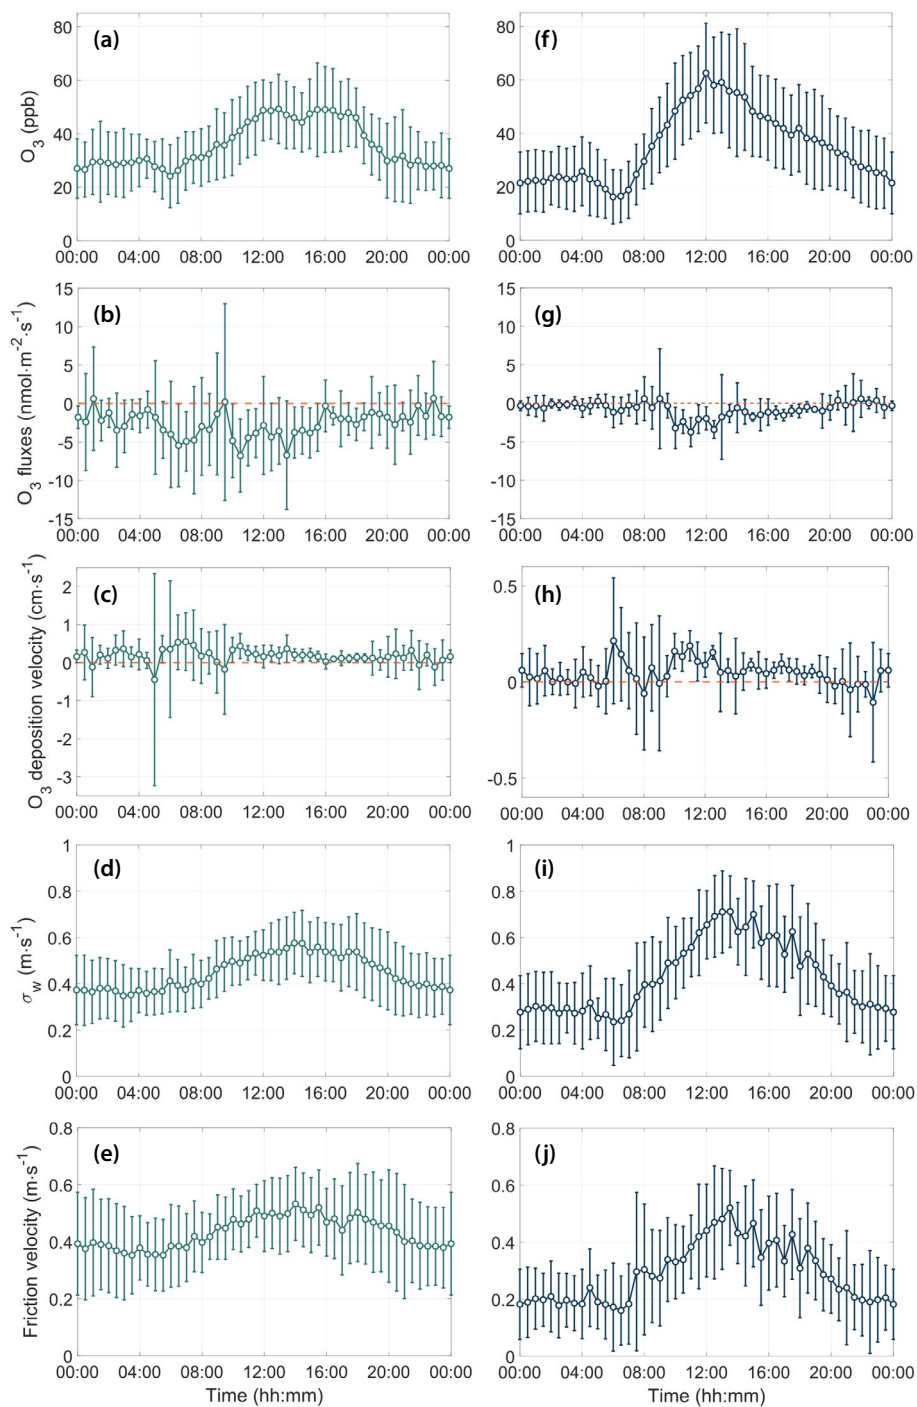 (a)
O3 (ppb)
80
60
40
20
0
00:00 04:00 08:00 12:00 16:00 20:00 00:00
(f)
80
60
40
20
0
00:00 04:00 08:00 12:00 16:00 20:00 00:00
(b)
O3 fluxes (nmol·m-2·s-1)
15
10
5
0
-5
-10
-15
00:00 04:00 08:00 12:00 16:00 20:00 00:00
(g)
15
10
5
0
-5
-10
-15
00:00 04:00 08:00 12:00 16:00 20:00 00:00
(c)
O3 deposition velocity (cm·s-1)
2
1
0
-1
-2
-3
00:00 04:00 08:00 12:00 16:00 20:00 00:00
(h)
0.5
0
-0.5
00:00 04:00 08:00 12:00 16:00 20:00 00:00
(d)
σw (m·s-1)
1
0.8
0.6
0.4
0.2
0
00:00 04:00 08:00 12:00 16:00 20:00 00:00
(i)
1
0.8
0.6
0.4
0.2
0
00:00 04:00 08:00 12:00 16:00 20:00 00:00
(e)
Friction velocity (m·s-1)
0.8
0.6
0.4
0.2
0
00:00 04:00 08:00 12:00 16:00 20:00 00:00
Time (hh:mm)
(j)
0.8
0.6
0.4
0.2
0
00:00 04:00 08:00 12:00 16:00 20:00 00:00
Time (hh:mm)